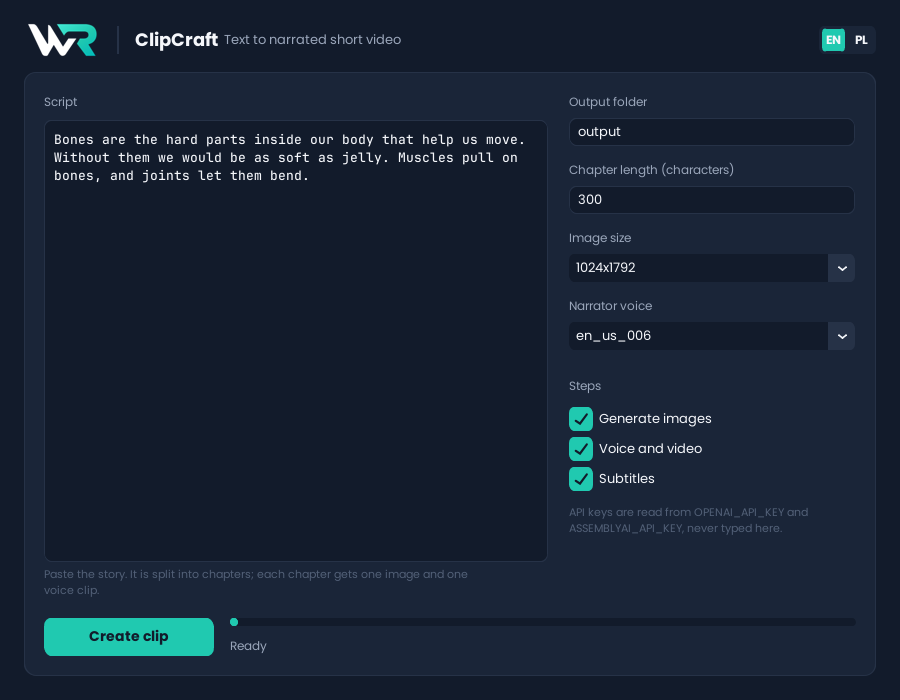 WR
ClipCraft Text to narrated short video
EN PL
Script
Bones are the hard parts inside our body that help us move.
Without them we would be as soft as jelly. Muscles pull on
bones, and joints let them bend.
Paste the story. It is split into chapters; each chapter gets one image and one
voice clip.
Output folder
output
Chapter length (characters)
300
Image size
1024x1792
Narrator voice
en_us_006
Steps
Generate images
Voice and video
Subtitles
API keys are read from OPENAI_API_KEY and
ASSEMBLYAI_API_KEY, never typed here.
Create clip
Ready